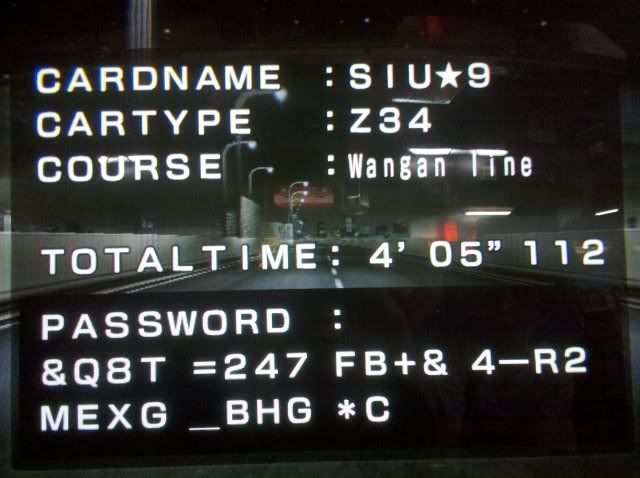 CARDNAME : SIU★9
CARTYPE : Z34
COURSE : Wangan line
TOTALTIME: 4' 05" 112
PASSWORD :
&Q8T =247 FB+& 4−R2
MEXG _BHG *C